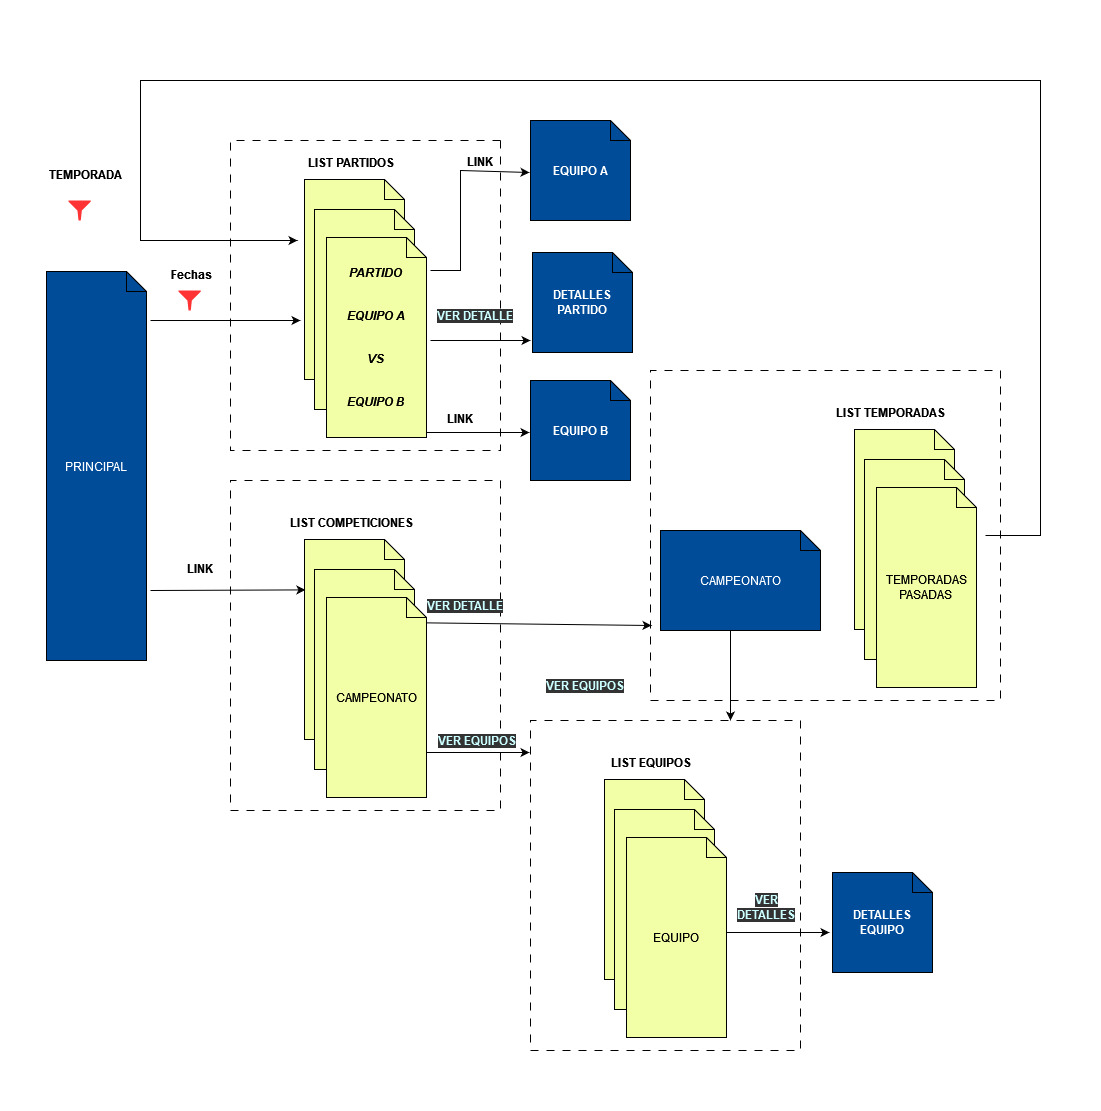 TEMPORADA
LIST PARTIDOS
LINK
EQUIPO A
Fechas
PARTIDO
EQUIPO A
VS
EQUIPO B
VER DETALLE
DETALLES
PARTIDO
LINK
EQUIPO B
PRINCIPAL
LIST TEMPORADAS
CAMPEONATO
TEMPORADAS
PASADAS
LIST COMPETICIONES
LINK
VER DETALLE
CAMPEONATO
VER EQUIPOS
VER EQUIPOS
LIST EQUIPOS
EQUIPO
VER
DETALLES
DETALLES
EQUIPO